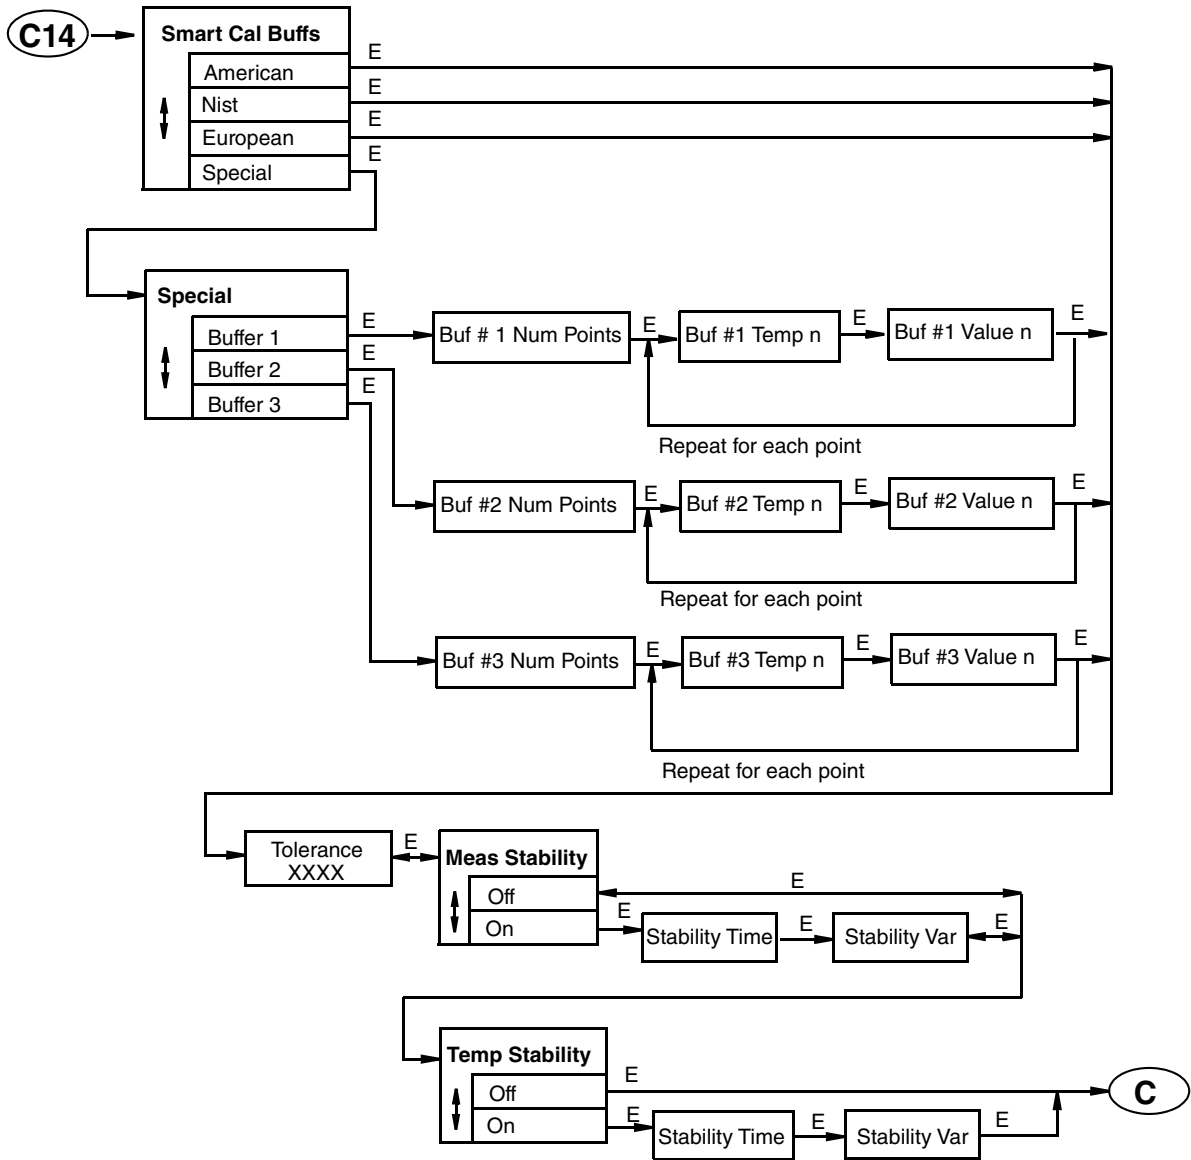 C14
Smart Cal Buffs
E
American
E
Nist
E
European
E
Special
Special
E
Buffer 1
E
Buffer 2
E
Buffer 3
Buf # 1 Num Points
E
Buf #1 Temp n
E
Buf #1 Value n
E
Repeat for each point
Buf #2 Num Points
E
Buf #2 Temp n
E
Buf #2 Value n
E
Repeat for each point
Buf #3 Num Points
E
Buf #3 Temp n
E
Buf #3 Value n
E
Repeat for each point
Tolerance
XXXX
E
Meas Stability
Off
E
On
E
Stability Time
E
Stability Var
E
Temp Stability
Off
E
On
E
Stability Time
E
Stability Var
E
C